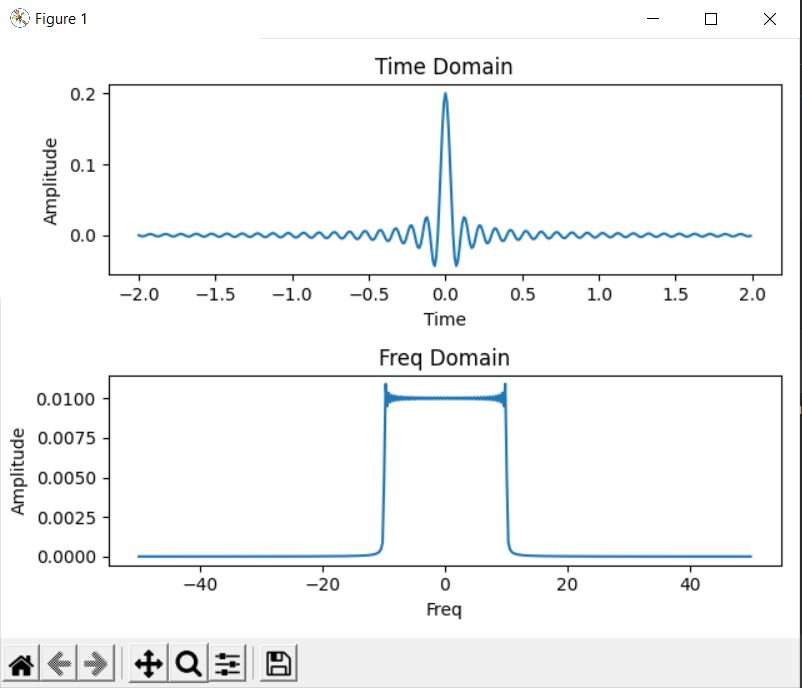 Figure 1
Time Domain
0.2
0.1
0.0
Amplitude
−2.0 −1.5 −1.0 −0.5 0.0 0.5 1.0 1.5 2.0
Time
Freq Domain
0.0100
0.0075
0.0050
0.0025
0.0000
Amplitude
−40 −20 0 20 40
Freq